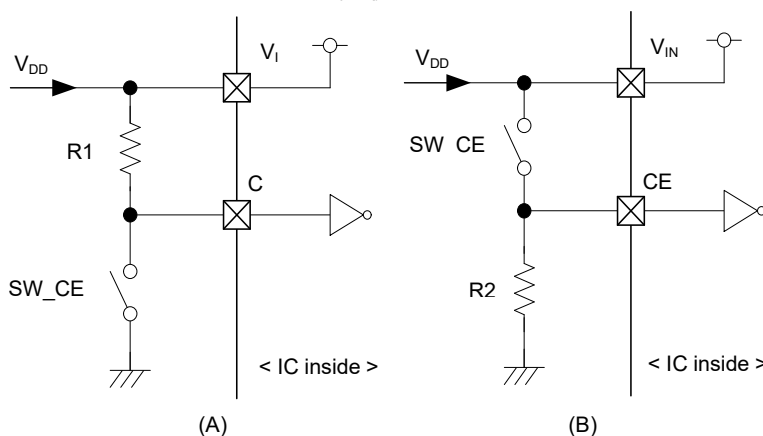 V_I
V_DD
R1
C
SW_CE
< IC inside >
(A)
V_IN
V_DD
SW CE
CE
R2
< IC inside >
(B)